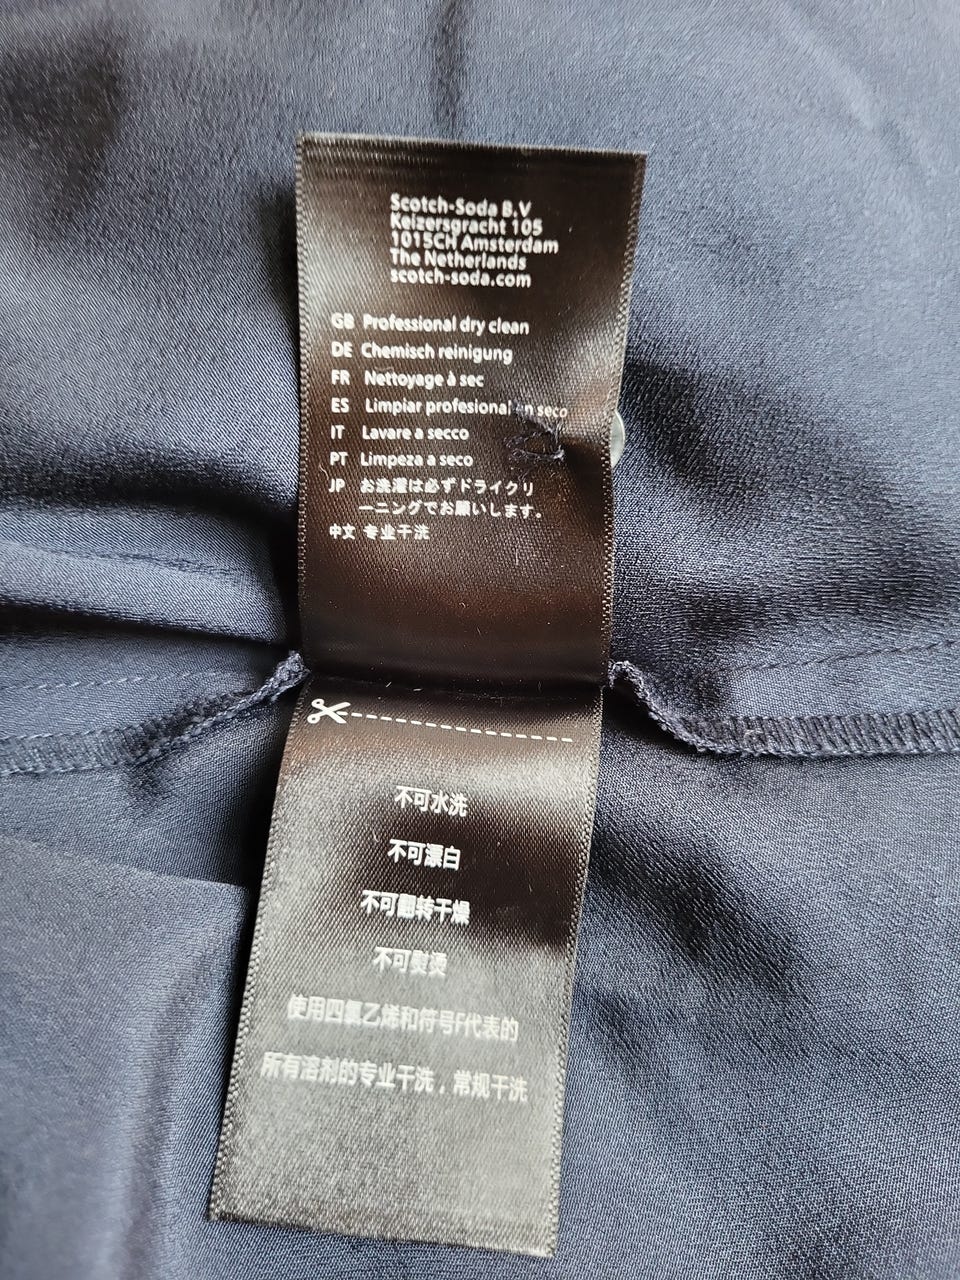 Scotch-Soda B.V
Keizersgracht 105
1015CH Amsterdam
The Netherlands
scotch-soda.com
GB Professional dry clean
DE Chemisch reinigung
FR Nettoyage à sec
ES Limpiar profesional en seco
IT Lavare a secco
PT Limpeza a seco
JP お洗濯は必ずドライクリ
ーニングでお願いします。
中文 专业干洗
不可水洗
不可漂白
不可翻转干燥
不可熨烫
使用四氯乙烯和符号F代表的
所有溶剂的专业干洗，常规干洗